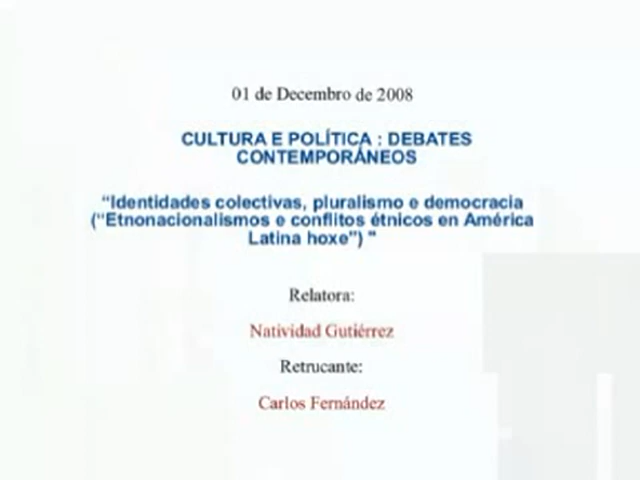 01 de Decembro de 2008
CULTURA E POLÍTICA : DEBATES
CONTEMPORÁNEOS
“Identidades colectivas, pluralismo e democracia
(“Etnonacionalismos e conflitos étnicos en América
Latina hoxe”) "
Relatora:
Natividad Gutiérrez
Retrucante:
Carlos Fernández